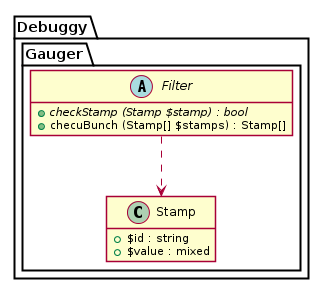 Debuggy
Gauger
A Filter
checkStamp (Stamp $stamp) : bool
checuBunch (Stamp[] $stamps) : Stamp[]
C Stamp
$id : string
$value : mixed